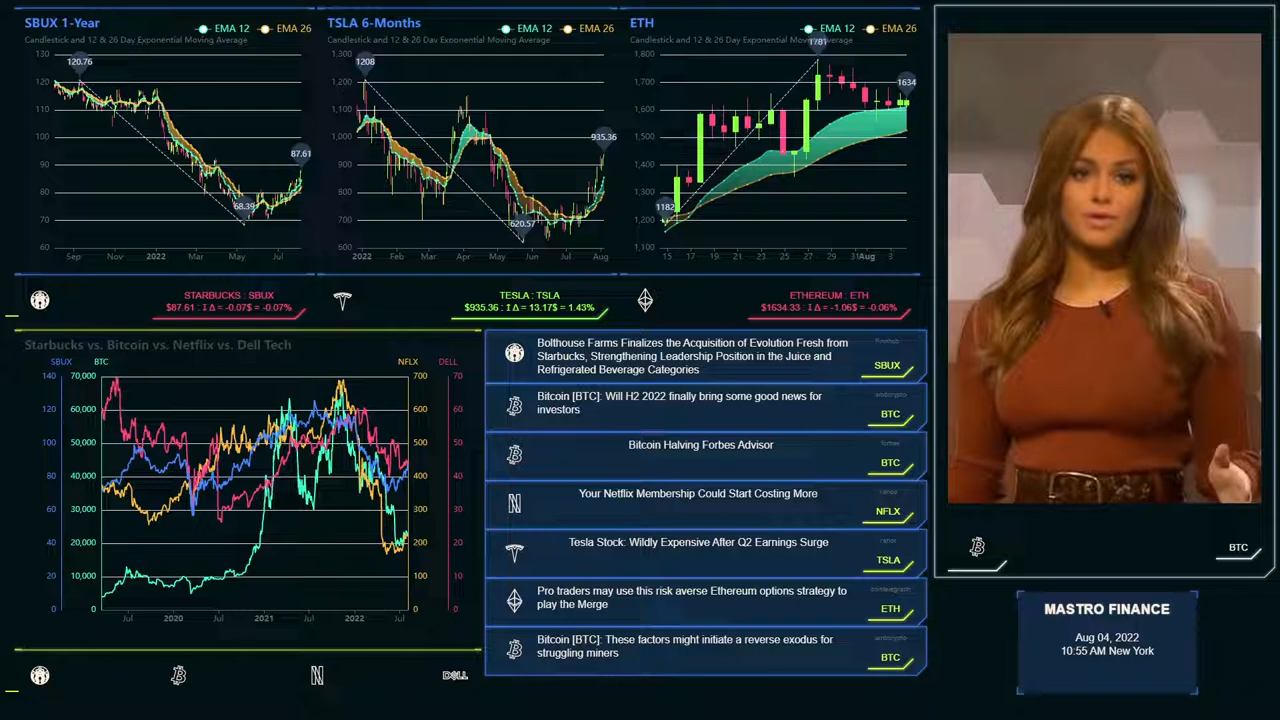 SBUX 1-Year
EMA 12
EMA 26
Candlestick and 12 & 26 Day Exponential Moving Average
130
120
110
100
90
80
70
60
120.76
68.39
87.61
Sep
Nov
2022
Mar
May
Jul
TSLA 6-Months
EMA 12
EMA 26
Candlestick and 12 & 26 Day Exponential Moving Average
1,300
1,200
1,100
1,000
900
800
700
600
1208
620.57
935.36
2022
Feb
Mar
Apr
May
Jun
Jul
Aug
ETH
EMA 12
EMA 26
Candlestick and 12 & 26 Day Exponential Moving Average
1,800
1,700
1,600
1,500
1,400
1,300
1,200
1,100
1182
1781
1634
15
17
19
21
23
25
27
29
31
Aug
3
STARBUCKS : SBUX
$87.61 : I Δ = -0.07$ = -0.07%
TESLA : TSLA
$935.36 : I Δ = 13.17$ = 1.43%
ETHEREUM : ETH
$1634.33 : I Δ = -1.06$ = -0.06%
Starbucks vs. Bitcoin vs. Netflix vs. Dell Tech
SBUX
BTC
NFLX
DELL
140
120
100
80
60
40
20
0
70,000
60,000
50,000
40,000
30,000
20,000
10,000
0
700
600
500
400
300
200
100
0
70
60
50
40
30
20
10
0
Jul
2020
Jul
2021
Jul
2022
Jul
DELL
Bolthouse Farms Finalizes the Acquisition of Evolution Fresh from
Starbucks, Strengthening Leadership Position in the Juice and
Refrigerated Beverage Categories
SBUX
Bitcoin [BTC]: Will H2 2022 finally bring some good news for
investors
ambcrypto
BTC
Bitcoin Halving Forbes Advisor
forbes
BTC
Your Netflix Membership Could Start Costing More
NFLX
Tesla Stock: Wildly Expensive After Q2 Earnings Surge
TSLA
Pro traders may use this risk averse Ethereum options strategy to
play the Merge
cointelegraph
ETH
Bitcoin [BTC]: These factors might initiate a reverse exodus for
struggling miners
ambcrypto
BTC
BTC
MASTRO FINANCE
Aug 04, 2022
10:55 AM New York